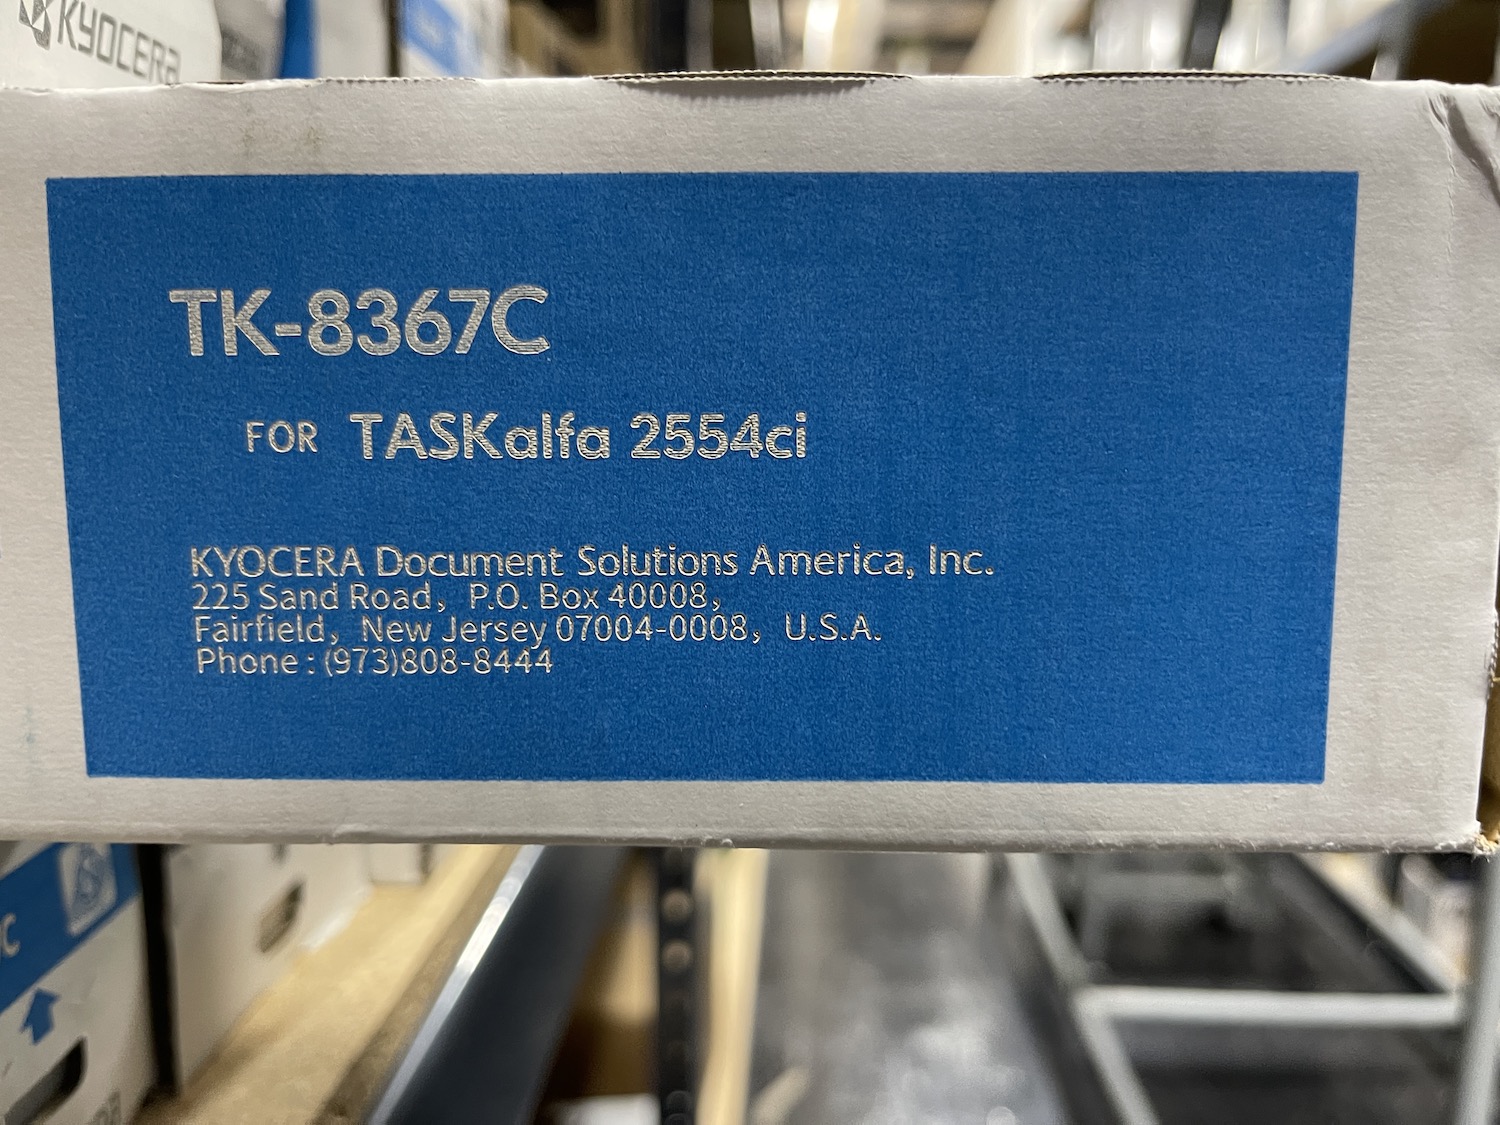 KYOCERA
TK-8367C
FOR TASKalfa 2554ci
KYOCERA Document Solutions America, Inc.
225 Sand Road, P.O. Box 40008,
Fairfield, New Jersey 07004-0008, U.S.A.
Phone : (973)808-8444